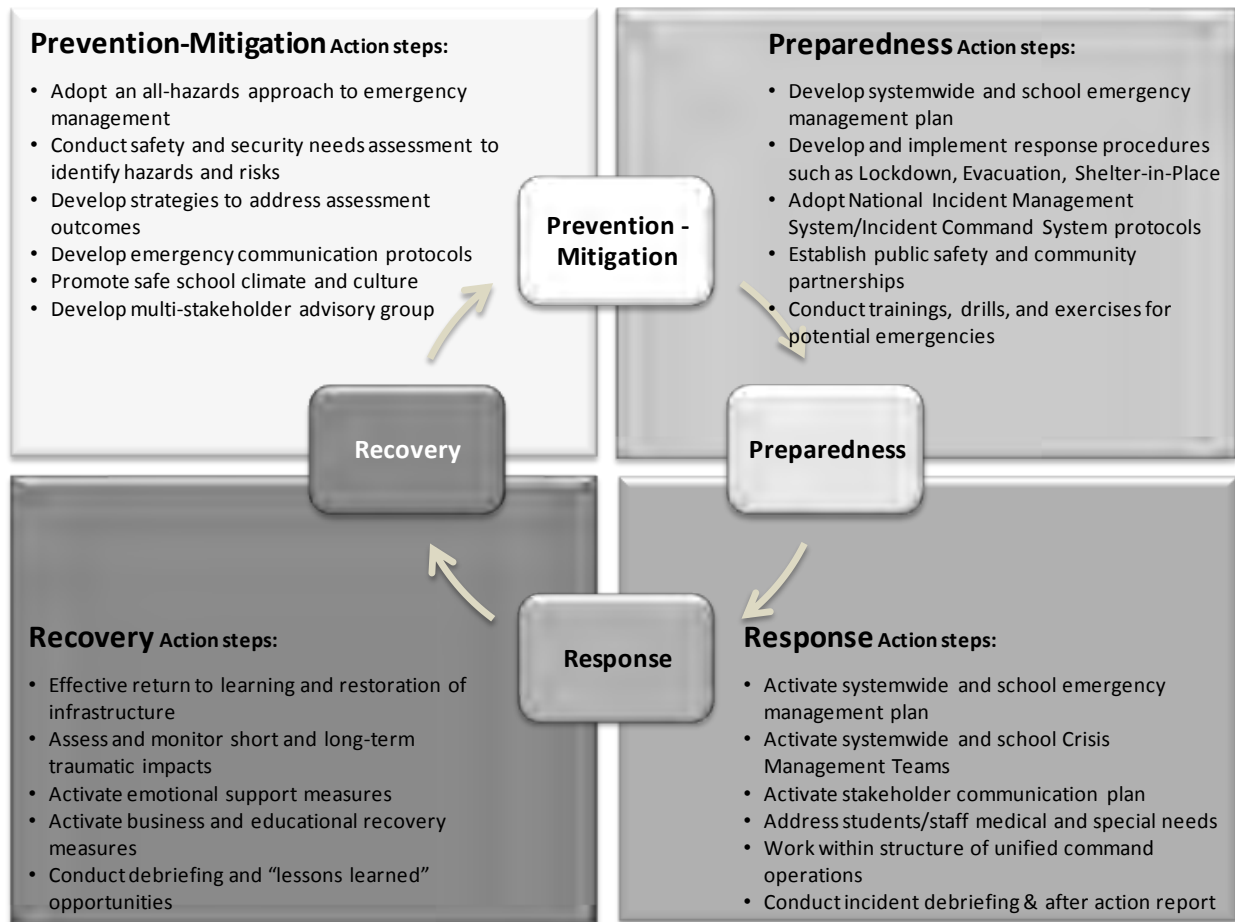 Prevention-Mitigation Action steps:
• Adopt an all-hazards approach to emergency
management
• Conduct safety and security needs assessment to
identify hazards and risks
• Develop strategies to address assessment
outcomes
• Develop emergency communication protocols
• Promote safe school climate and culture
• Develop multi-stakeholder advisory group
Preparedness Action steps:
• Develop systemwide and school emergency
management plan
• Develop and implement response procedures
such as Lockdown, Evacuation, Shelter-in-Place
• Adopt National Incident Management
System/Incident Command System protocols
• Establish public safety and community
partnerships
• Conduct trainings, drills, and exercises for
potential emergencies
Prevention -
Mitigation
Recovery
Preparedness
Response
Recovery Action steps:
• Effective return to learning and restoration of
infrastructure
• Assess and monitor short and long-term
traumatic impacts
• Activate emotional support measures
• Activate business and educational recovery
measures
• Conduct debriefing and “lessons learned”
opportunities
Response Action steps:
• Activate systemwide and school emergency
management plan
• Activate systemwide and school Crisis
Management Teams
• Activate stakeholder communication plan
• Address students/staff medical and special needs
• Work within structure of unified command
operations
• Conduct incident debriefing & after action report